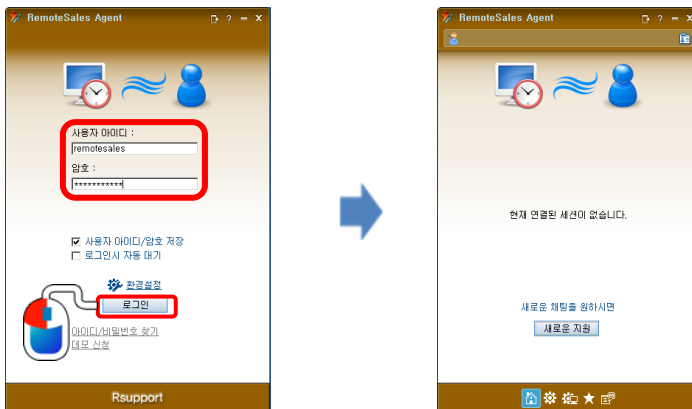 RemoteSales Agent
사용자 아이디 :
remotesales
암호 :
***********
사용자 아이디/암호 저장
로그인시 자동 대기
환경설정
로그인
아이디/비밀번호 찾기
데모 신청
Rsupport
RemoteSales Agent
현재 연결된 세션이 없습니다.
새로운 채팅을 원하시면
새로운 지원